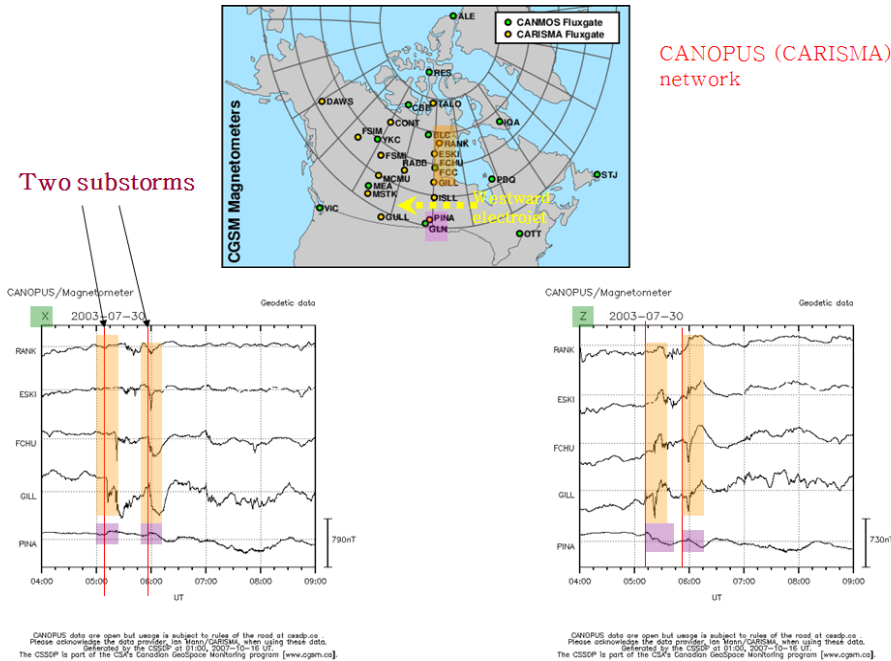 ALE
CANMOS Fluxgate
CARISMA Fluxgate
CANOPUS (CARISMA)
network
CGSM Magnetometers
RES
DAWS
CBB
TALO
CONT
IQA
FSIM
YKC
BLC
RANK
FSMI
ESKI
RABB
FCHU
MCMU
FCC
PBQ
STJ
MEA
GILL
MSTK
ISLL
Westward
electrojet
VIC
GULL
PINA
GLN
OTT
Two substorms
CANOPUS/Magnetometer
Geodetic data
X 2003-07-30
RANK
ESKI
FCHU
GILL
PINA
790nT
04:00 05:00 06:00 07:00 08:00 09:00
UT
CANOPUS data are open but usage is subject to rules of the road at cssdp.ca .
Please acknowledge the data provider, Ian Mann/CARISMA, when using these data.
Generated by the CSSDP at 01:00, 2007-10-16 UT.
The CSSDP is part of the CSA's Canadian GeoSpace Monitoring program [www.cgsm.ca].
CANOPUS/Magnetometer
Geodetic data
Z 2003-07-30
RANK
ESKI
FCHU
GILL
PINA
730nT
04:00 05:00 06:00 07:00 08:00 09:00
UT
CANOPUS data are open but usage is subject to rules of the road at cssdp.ca .
Please acknowledge the data provider, Ian Mann/CARISMA, when using these data.
Generated by the CSSDP at 01:00, 2007-10-16 UT.
The CSSDP is part of the CSA's Canadian GeoSpace Monitoring program [www.cgsm.ca].